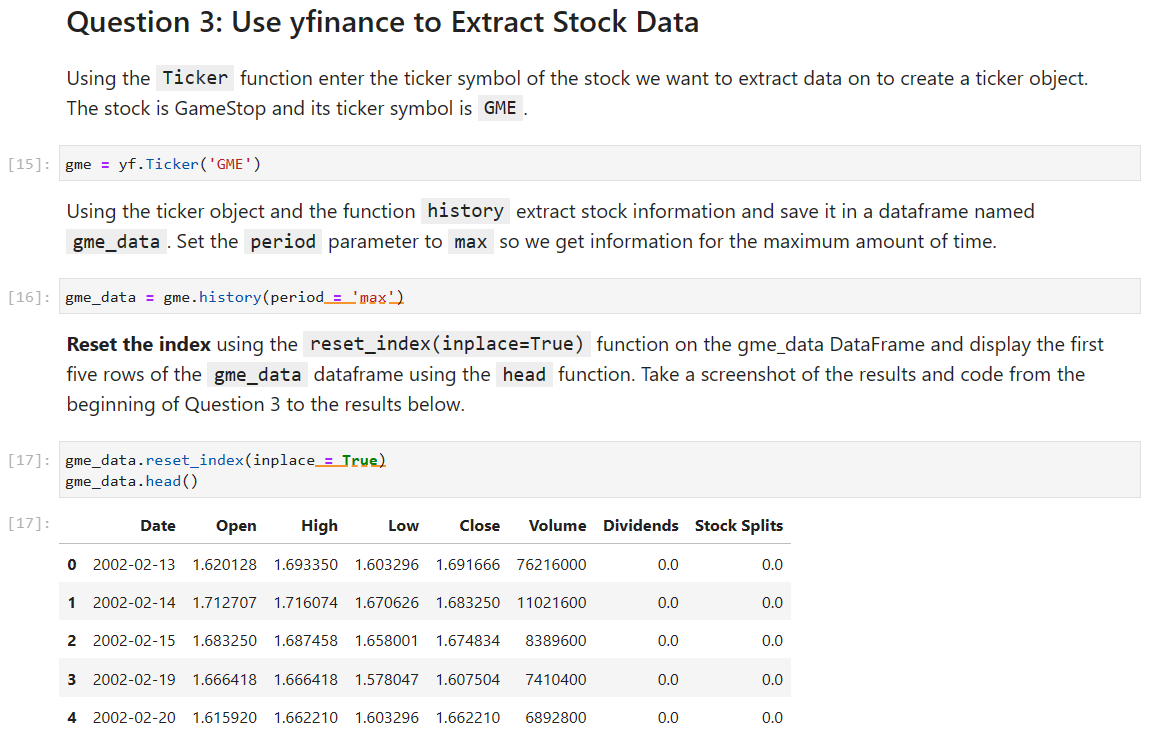 Question 3: Use yfinance to Extract Stock Data
Using the Ticker function enter the ticker symbol of the stock we want to extract data on to create a ticker object.
The stock is GameStop and its ticker symbol is GME .
[15]: gme = yf.Ticker('GME')
Using the ticker object and the function history extract stock information and save it in a dataframe named
gme_data . Set the period parameter to max so we get information for the maximum amount of time.
[16]: gme_data = gme.history(period = 'max')
Reset the index using the reset_index(inplace=True) function on the gme_data DataFrame and display the first
five rows of the gme_data dataframe using the head function. Take a screenshot of the results and code from the
beginning of Question 3 to the results below.
[17]: gme_data.reset_index(inplace = True)
gme_data.head()
[17]: Date Open High Low Close Volume Dividends Stock Splits
0 2002-02-13 1.620128 1.693350 1.603296 1.691666 76216000 0.0 0.0
1 2002-02-14 1.712707 1.716074 1.670626 1.683250 11021600 0.0 0.0
2 2002-02-15 1.683250 1.687458 1.658001 1.674834 8389600 0.0 0.0
3 2002-02-19 1.666418 1.666418 1.578047 1.607504 7410400 0.0 0.0
4 2002-02-20 1.615920 1.662210 1.603296 1.662210 6892800 0.0 0.0